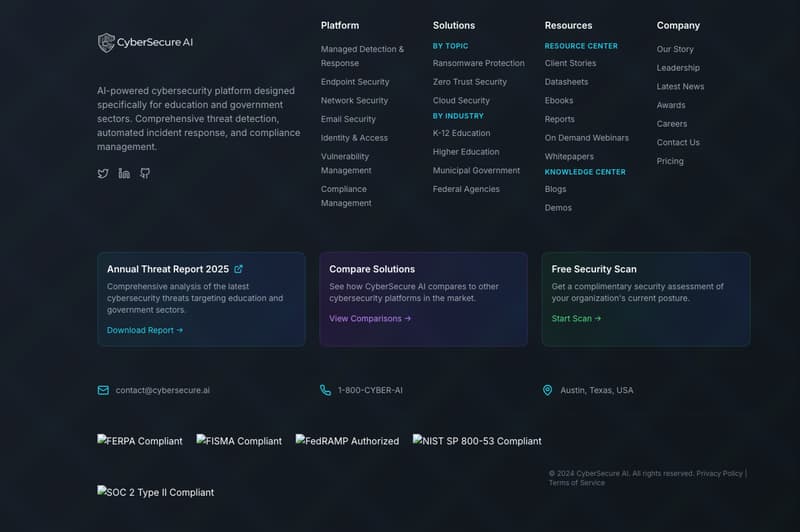 CyberSecure AI
AI-powered cybersecurity platform designed
specifically for education and government
sectors. Comprehensive threat detection,
automated incident response, and compliance
management.
Platform
Managed Detection &
Response
Endpoint Security
Network Security
Email Security
Identity & Access
Vulnerability
Management
Compliance
Management
Solutions
BY TOPIC
Ransomware Protection
Zero Trust Security
Cloud Security
BY INDUSTRY
K-12 Education
Higher Education
Municipal Government
Federal Agencies
Resources
RESOURCE CENTER
Client Stories
Datasheets
Ebooks
Reports
On Demand Webinars
Whitepapers
KNOWLEDGE CENTER
Blogs
Demos
Company
Our Story
Leadership
Latest News
Awards
Careers
Contact Us
Pricing
Annual Threat Report 2025
Comprehensive analysis of the latest
cybersecurity threats targeting education and
government sectors.
Download Report →
Compare Solutions
See how CyberSecure AI compares to other
cybersecurity platforms in the market.
View Comparisons →
Free Security Scan
Get a complimentary security assessment of
your organization's current posture.
Start Scan →
contact@cybersecure.ai
1-800-CYBER-AI
Austin, Texas, USA
FERPA Compliant
FISMA Compliant
FedRAMP Authorized
NIST SP 800-53 Compliant
SOC 2 Type II Compliant
© 2024 CyberSecure AI. All rights reserved. Privacy Policy |
Terms of Service